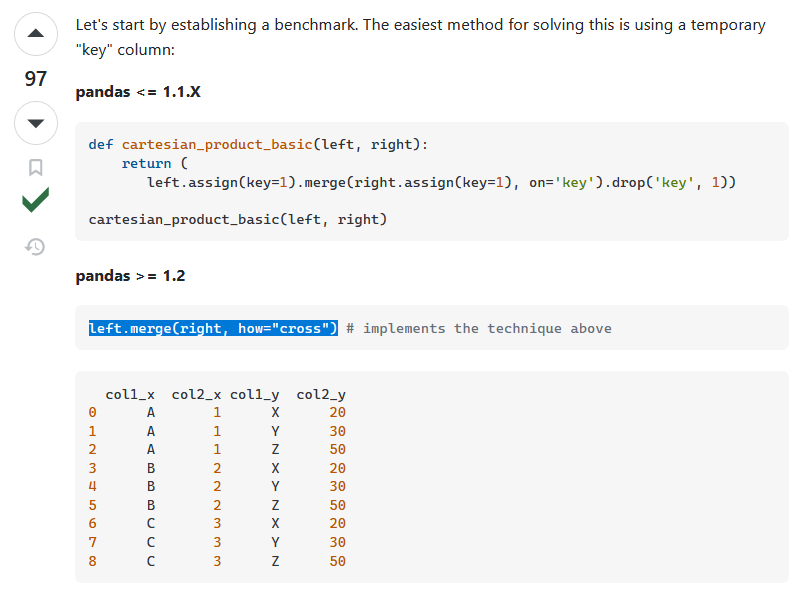 Let's start by establishing a benchmark. The easiest method for solving this is using a temporary
"key" column:
97
pandas <= 1.1.X
def cartesian_product_basic(left, right):
    return (
       left.assign(key=1).merge(right.assign(key=1), on='key').drop('key', 1))
cartesian_product_basic(left, right)
pandas >= 1.2
left.merge(right, how="cross") # implements the technique above
  col1_x  col2_x col1_y  col2_y
0      A       1      X      20
1      A       1      Y      30
2      A       1      Z      50
3      B       2      X      20
4      B       2      Y      30
5      B       2      Z      50
6      C       3      X      20
7      C       3      Y      30
8      C       3      Z      50